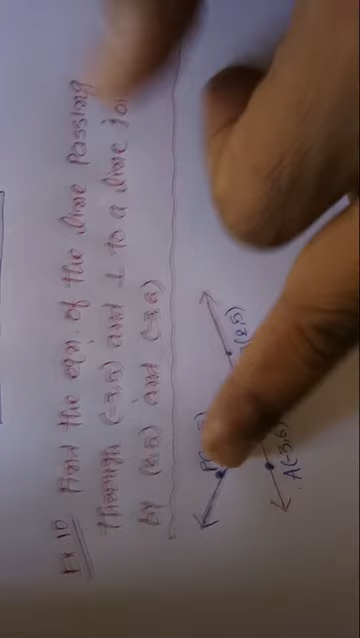 Ex 10 Find the eqn. of the line passing
through (-3,5) and ⊥ to a line
by (2,5) and (-3,6)
(2,5)
A(-3,6)